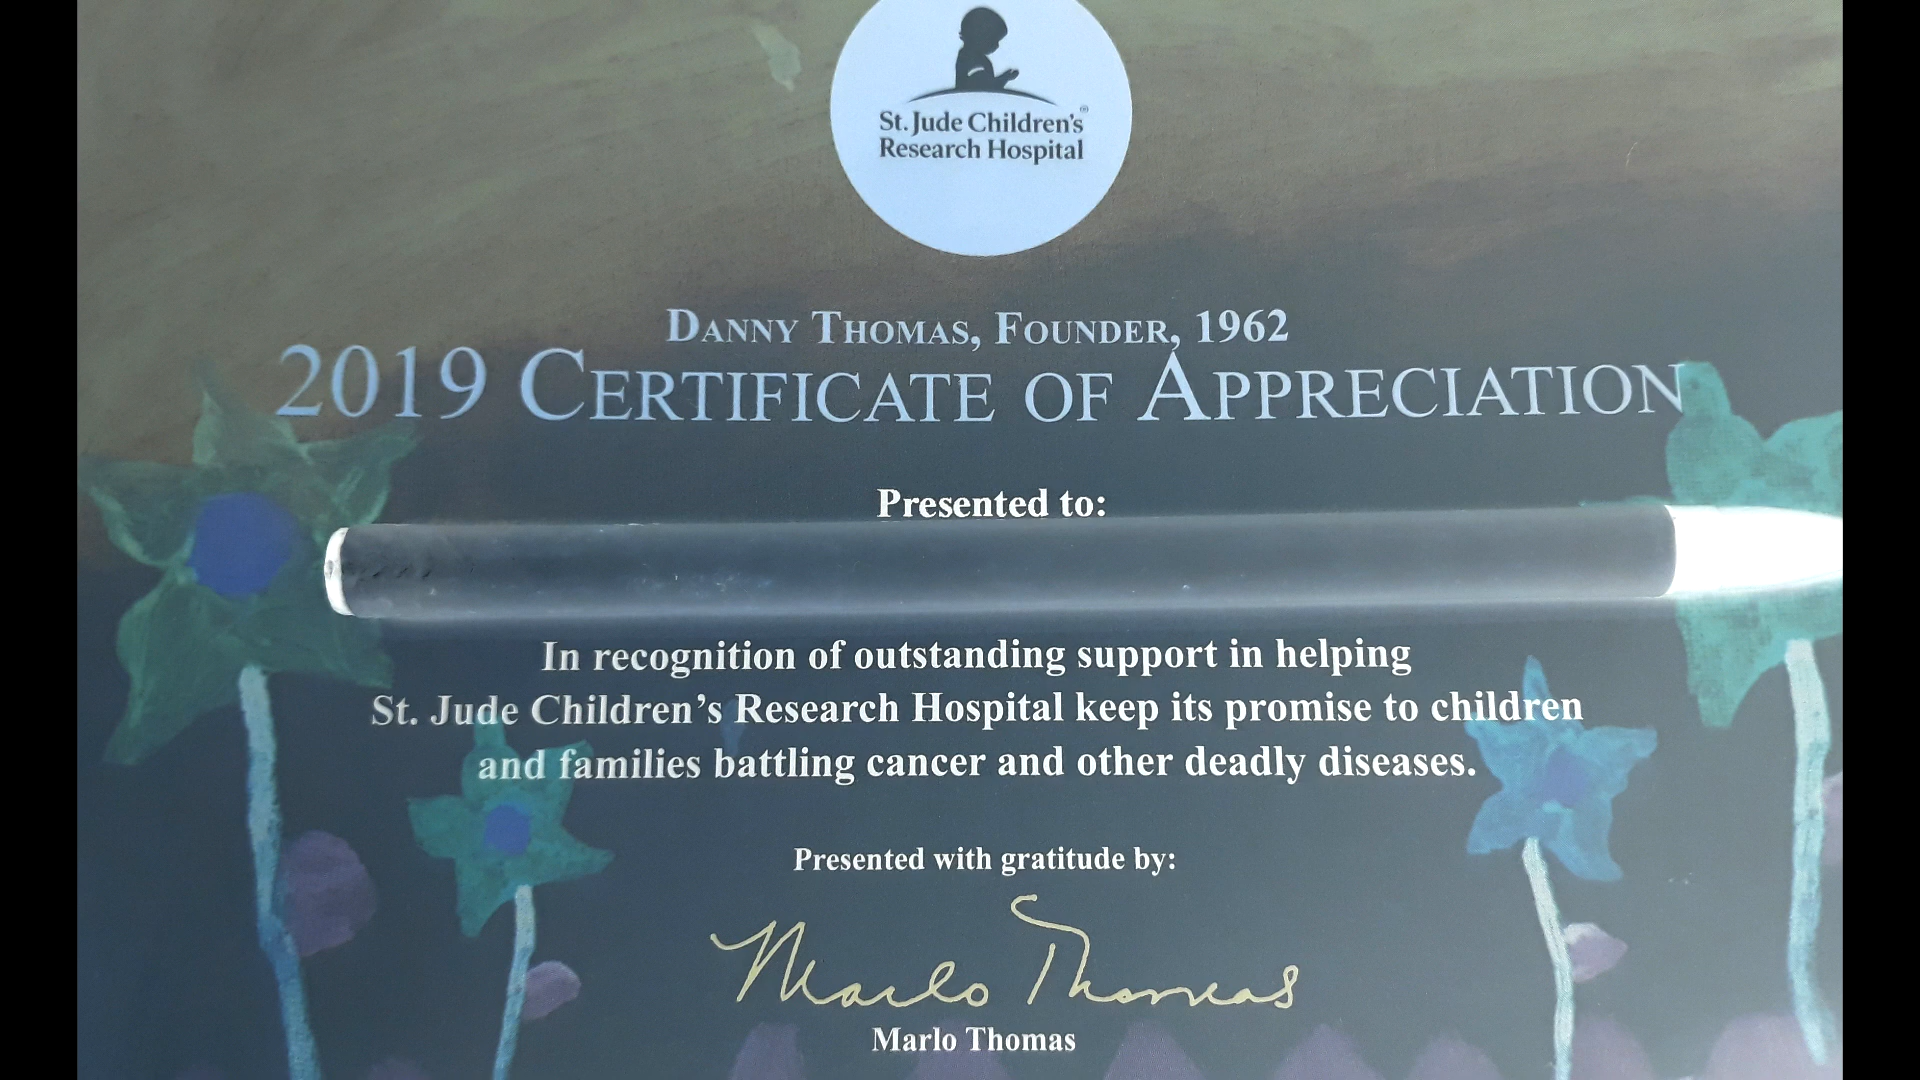 St. Jude Children's®
Research Hospital
DANNY THOMAS, FOUNDER, 1962
2019 CERTIFICATE OF APPRECIATION
Presented to:
In recognition of outstanding support in helping
St. Jude Children’s Research Hospital keep its promise to children
and families battling cancer and other deadly diseases.
Presented with gratitude by:
Marlo Thomas
Marlo Thomas